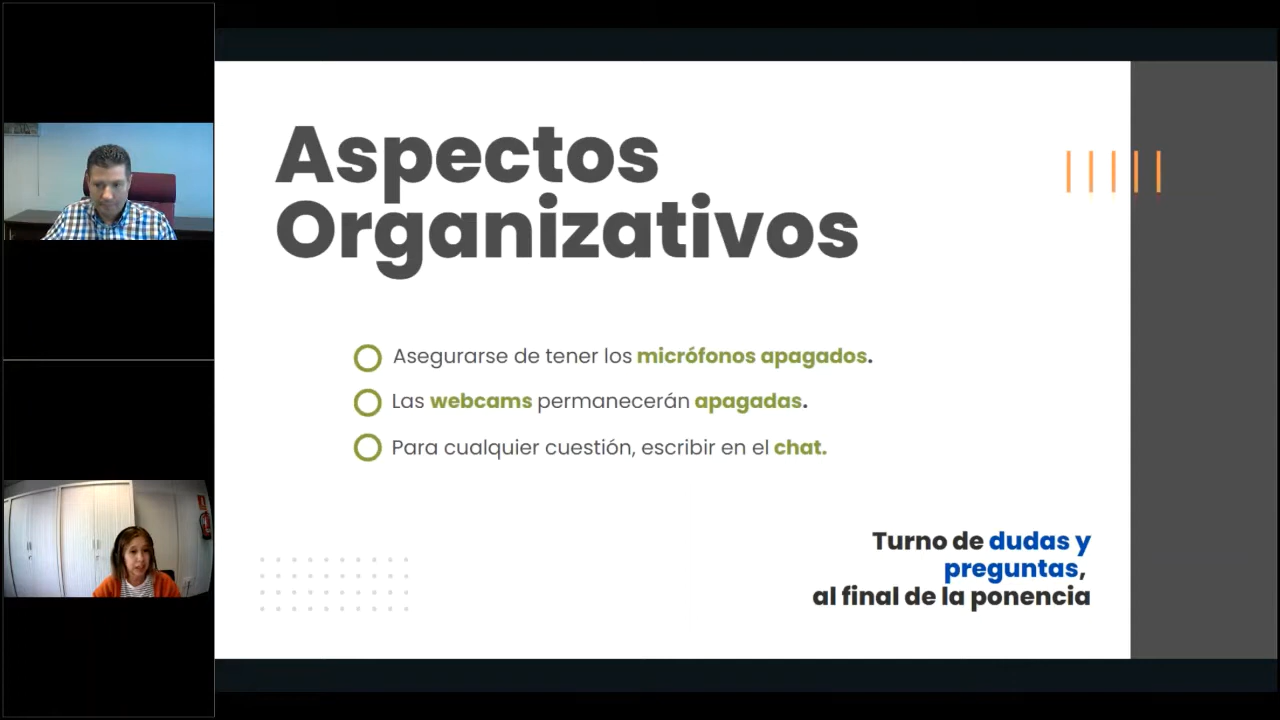 Aspectos
Organizativos
Asegurarse de tener los micrófonos apagados.
Las webcams permanecerán apagadas.
Para cualquier cuestión, escribir en el chat.
Turno de dudas y
preguntas,
al final de la ponencia